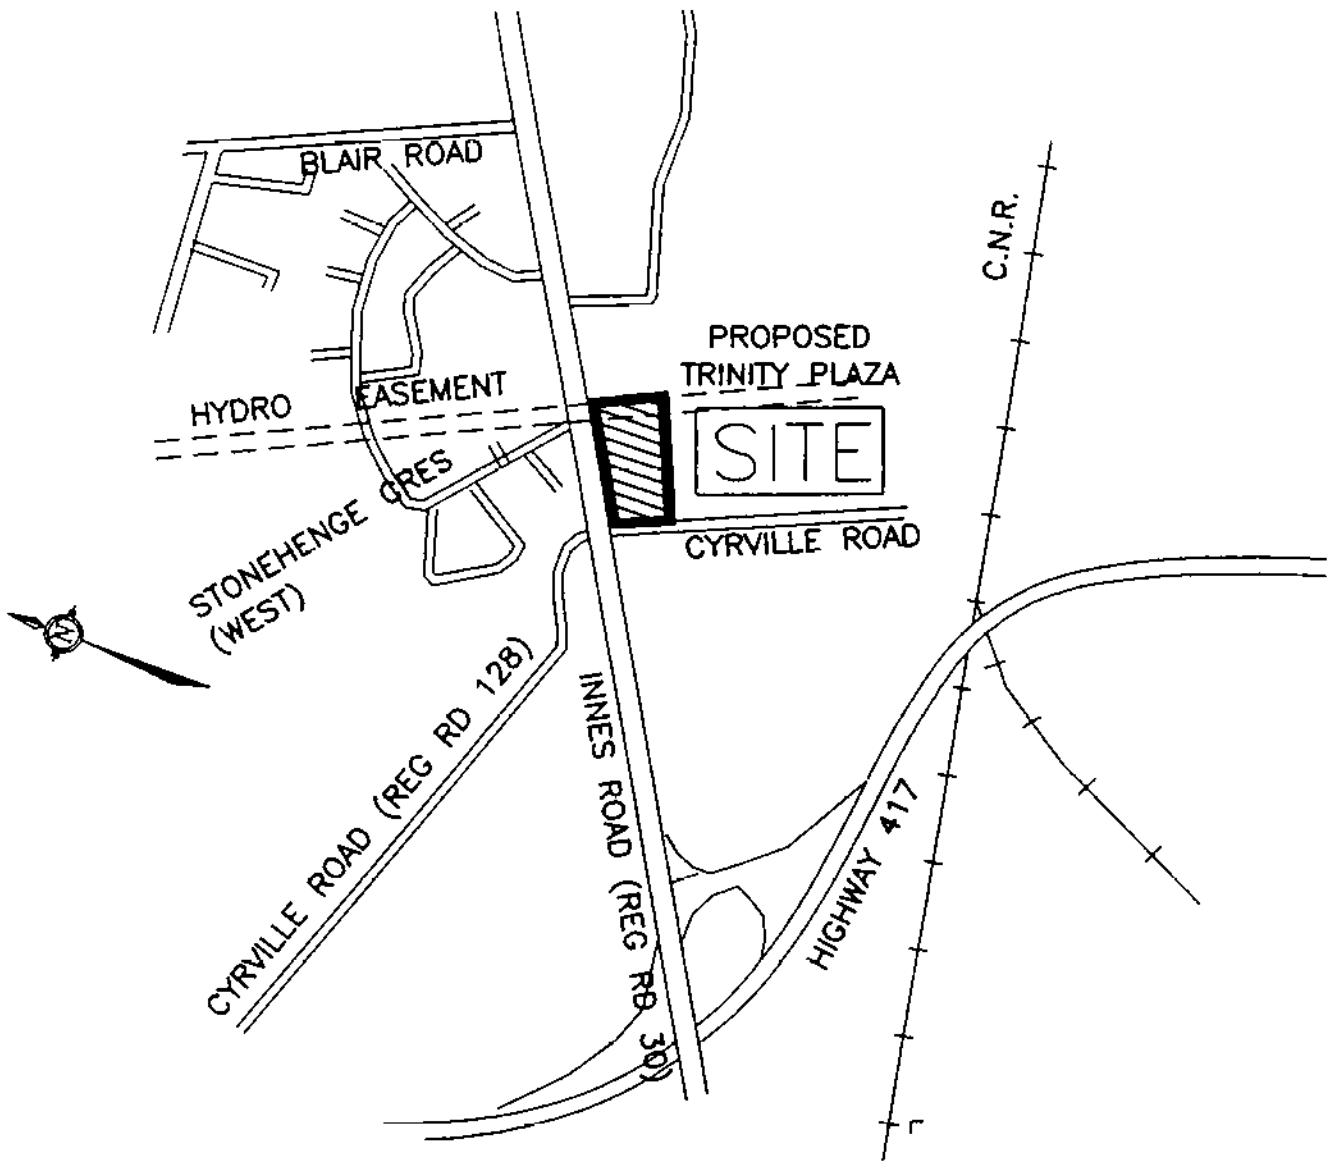 BLAIR ROAD
C.N.R.
PROPOSED
TRINITY PLAZA
HYDRO EASEMENT
SITE
STONEHENGE CRES
(WEST)
CYRVILLE ROAD
N
CYRVILLE ROAD (REG RD 128)
INNES ROAD (REG RD 30)
HIGHWAY 417